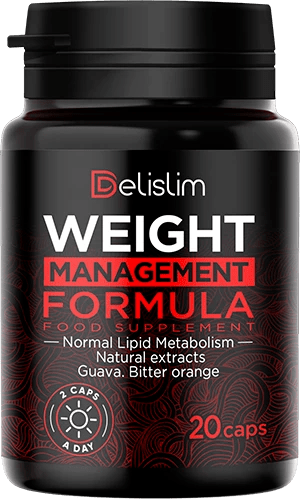 Delislim
WEIGHT
MANAGEMENT
FORMULA
FOOD SUPPLEMENT
Normal Lipid Metabolism
Natural extracts
Guava. Bitter orange
2 CAPS
A DAY
20 caps